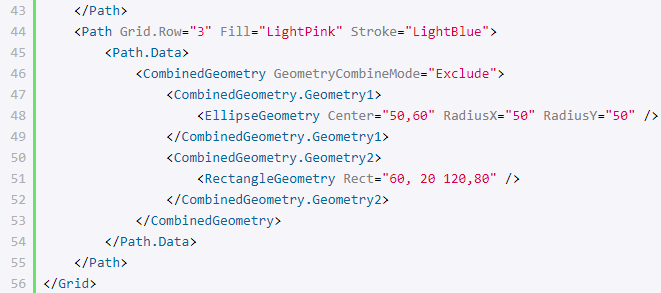 43 </Path>
44 <Path Grid.Row="3" Fill="LightPink" Stroke="LightBlue">
45 <Path.Data>
46 <CombinedGeometry GeometryCombineMode="Exclude">
47 <CombinedGeometry.Geometry1>
48 <EllipseGeometry Center="50,60" RadiusX="50" RadiusY="50" />
49 </CombinedGeometry.Geometry1>
50 <CombinedGeometry.Geometry2>
51 <RectangleGeometry Rect="60, 20 120,80" />
52 </CombinedGeometry.Geometry2>
53 </CombinedGeometry>
54 </Path.Data>
55 </Path>
56 </Grid>